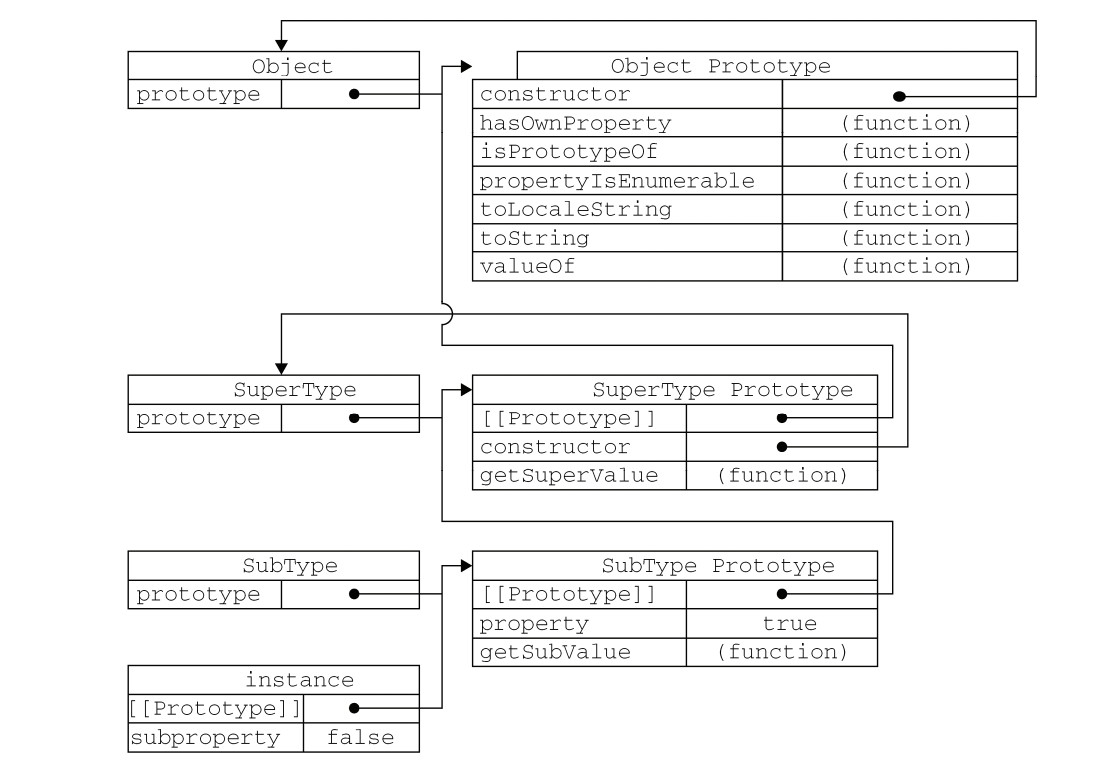 Object
prototype
Object Prototype
constructor
hasOwnProperty (function)
isPrototypeOf (function)
propertyIsEnumerable (function)
toLocaleString (function)
toString (function)
valueOf (function)
SuperType
prototype
SuperType Prototype
[[Prototype]]
constructor
getSuperValue (function)
SubType
prototype
SubType Prototype
[[Prototype]]
property true
getSubValue (function)
instance
[[Prototype]]
subproperty false